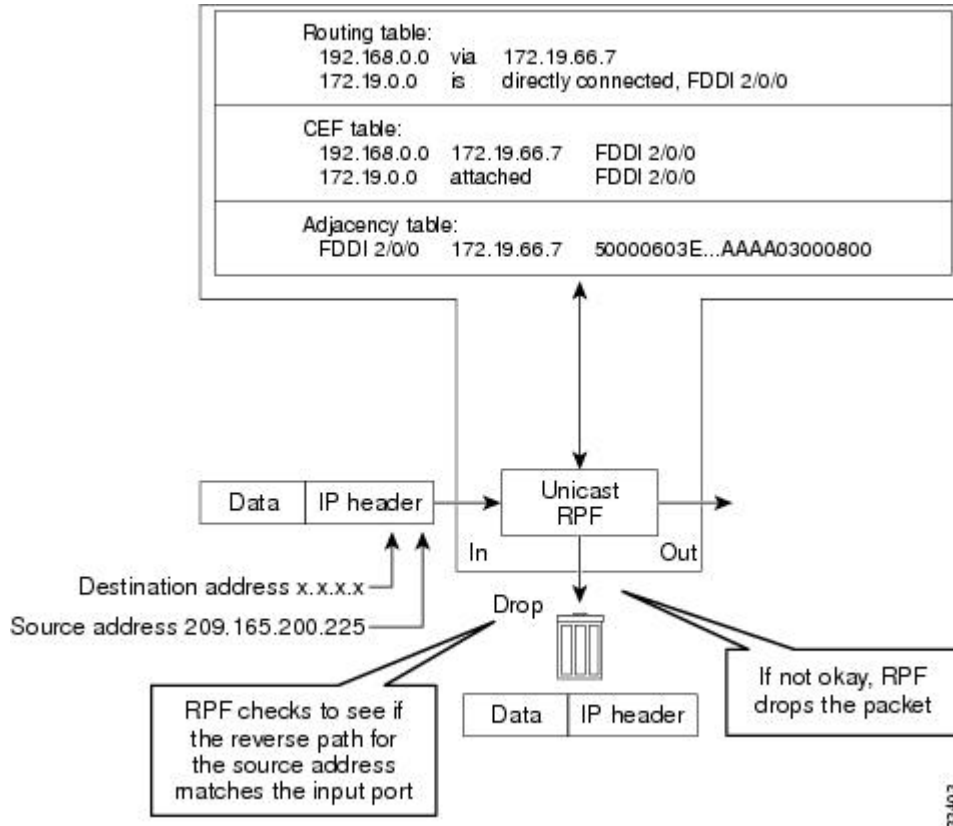 Routing table:
192.168.0.0 via 172.19.66.7
172.19.0.0 is directly connected, FDDI 2/0/0
CEF table:
192.168.0.0 172.19.66.7 FDDI 2/0/0
172.19.0.0 attached FDDI 2/0/0
Adjacency table:
FDDI 2/0/0 172.19.66.7 50000603E...AAAA03000800
Data IP header
Unicast
RPF
In Out
Destination address x.x.x.x
Source address 209.165.200.225
Drop
RPF checks to see if
the reverse path for
the source address
matches the input port
Data IP header
If not okay, RPF
drops the packet